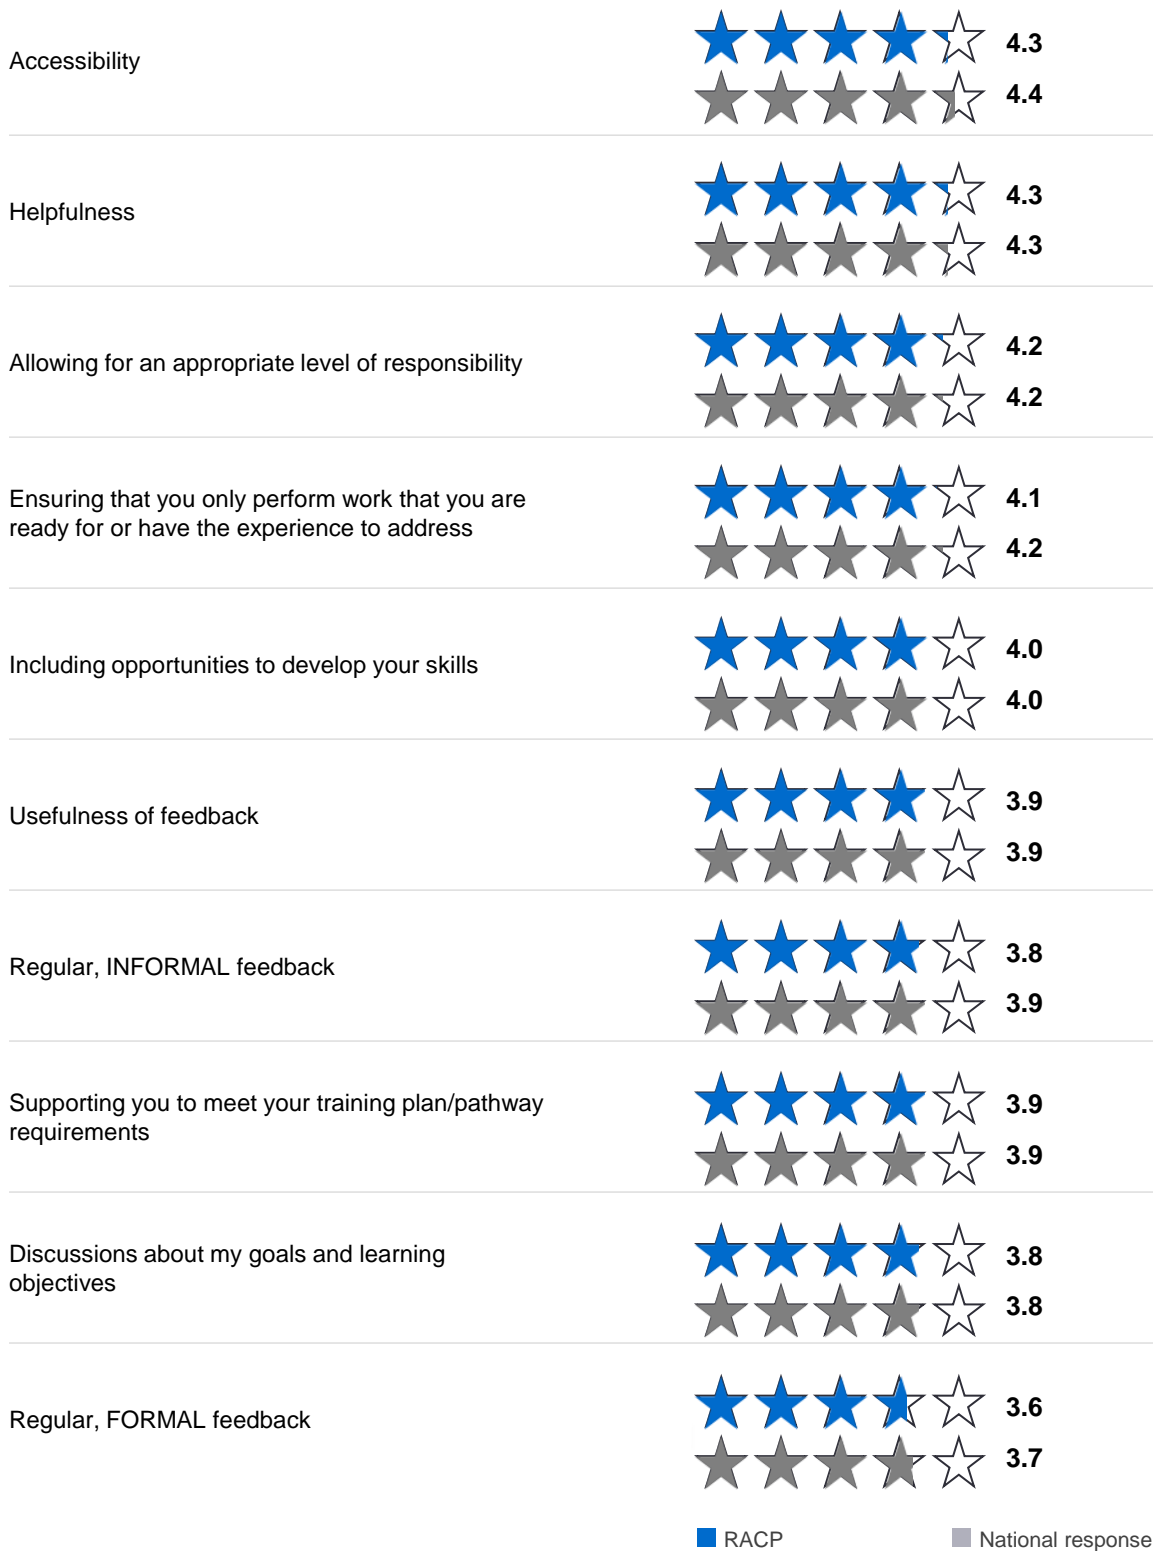 Accessibility
4.3
4.4
Helpfulness
4.3
4.3
Allowing for an appropriate level of responsibility
4.2
4.2
Ensuring that you only perform work that you are
ready for or have the experience to address
4.1
4.2
Including opportunities to develop your skills
4.0
4.0
Usefulness of feedback
3.9
3.9
Regular, INFORMAL feedback
3.8
3.9
Supporting you to meet your training plan/pathway
requirements
3.9
3.9
Discussions about my goals and learning
objectives
3.8
3.8
Regular, FORMAL feedback
3.6
3.7
RACP
National response